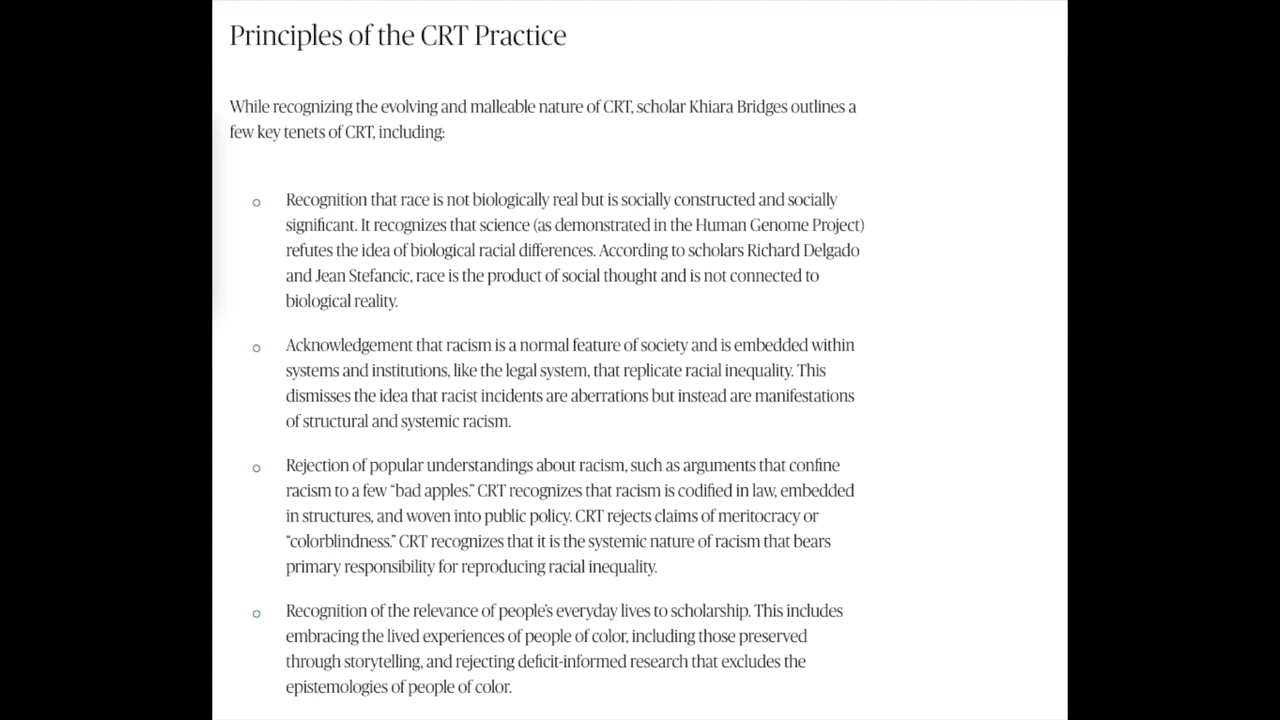 Principles of the CRT Practice
While recognizing the evolving and malleable nature of CRT, scholar Khiara Bridges outlines a
few key tenets of CRT, including:
Recognition that race is not biologically real but is socially constructed and socially
significant. It recognizes that science (as demonstrated in the Human Genome Project)
refutes the idea of biological racial differences. According to scholars Richard Delgado
and Jean Stefancic, race is the product of social thought and is not connected to
biological reality.
Acknowledgement that racism is a normal feature of society and is embedded within
systems and institutions, like the legal system, that replicate racial inequality. This
dismisses the idea that racist incidents are aberrations but instead are manifestations
of structural and systemic racism.
Rejection of popular understandings about racism, such as arguments that confine
racism to a few “bad apples.” CRT recognizes that racism is codified in law, embedded
in structures, and woven into public policy. CRT rejects claims of meritocracy or
“colorblindness.” CRT recognizes that it is the systemic nature of racism that bears
primary responsibility for reproducing racial inequality.
Recognition of the relevance of people’s everyday lives to scholarship. This includes
embracing the lived experiences of people of color, including those preserved
through storytelling, and rejecting deficit-informed research that excludes the
epistemologies of people of color.